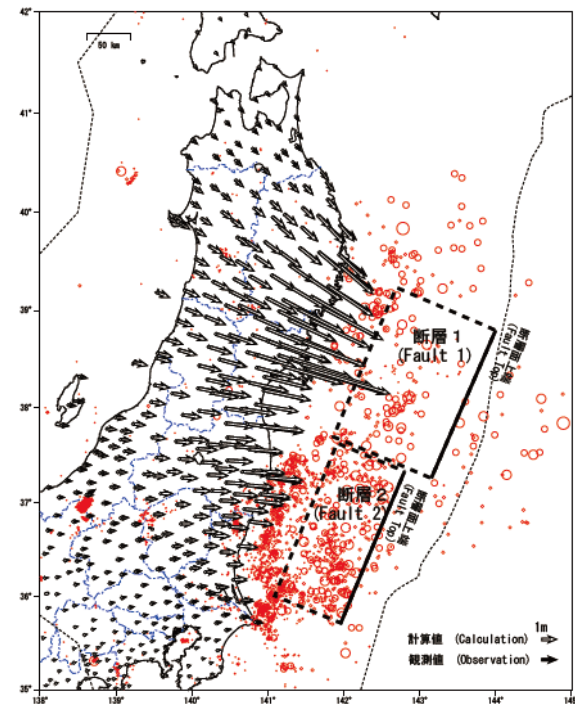 42°
50 km
41°
40°
39°
断層 1
(Fault 1)
断層面上端
(Fault Top)
38°
断層 2
(Fault 2)
断層面上端
(Fault Top)
37°
36°
1m
計算値 (Calculation)
観測値 (Observation)
35°
138° 139° 140° 141° 142° 143° 144° 145°